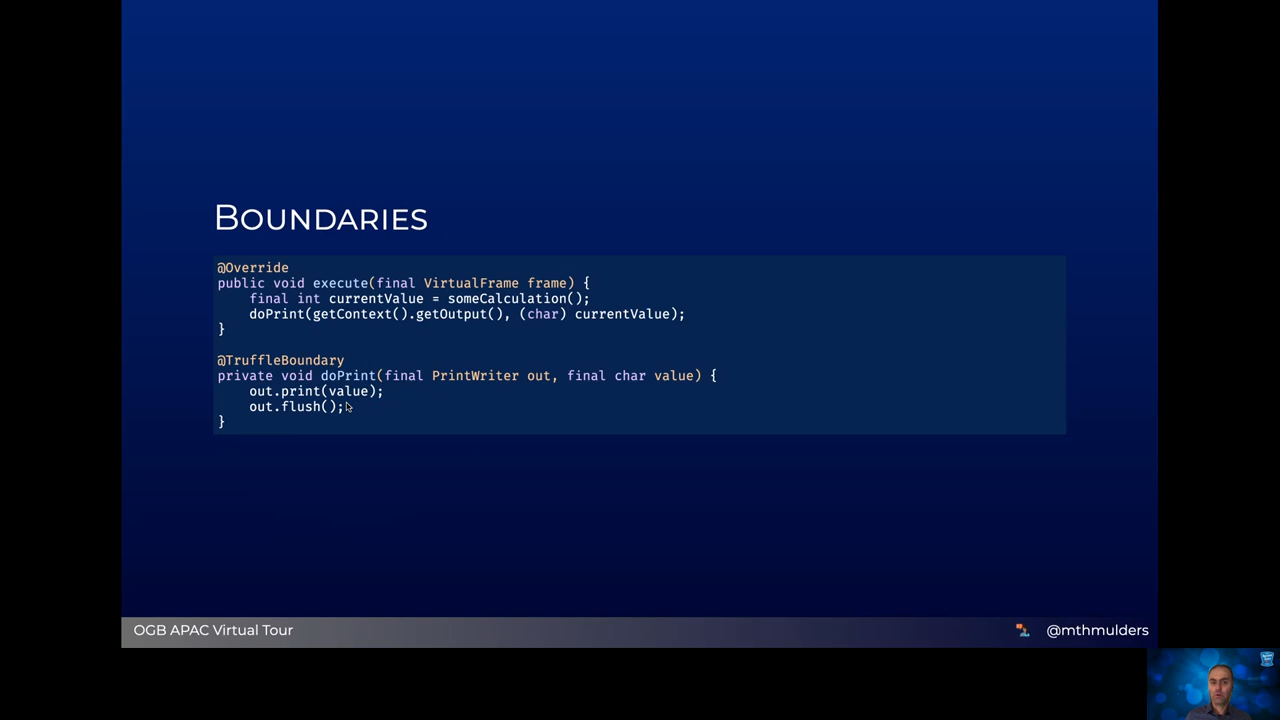 Boundaries
@Override
public void execute(final VirtualFrame frame) {
    final int currentValue = someCalculation();
    doPrint(getContext().getOutput(), (char) currentValue);
}
@TruffleBoundary
private void doPrint(final PrintWriter out, final char value) {
    out.print(value);
    out.flush();
}
OGB APAC Virtual Tour
@mthmulders